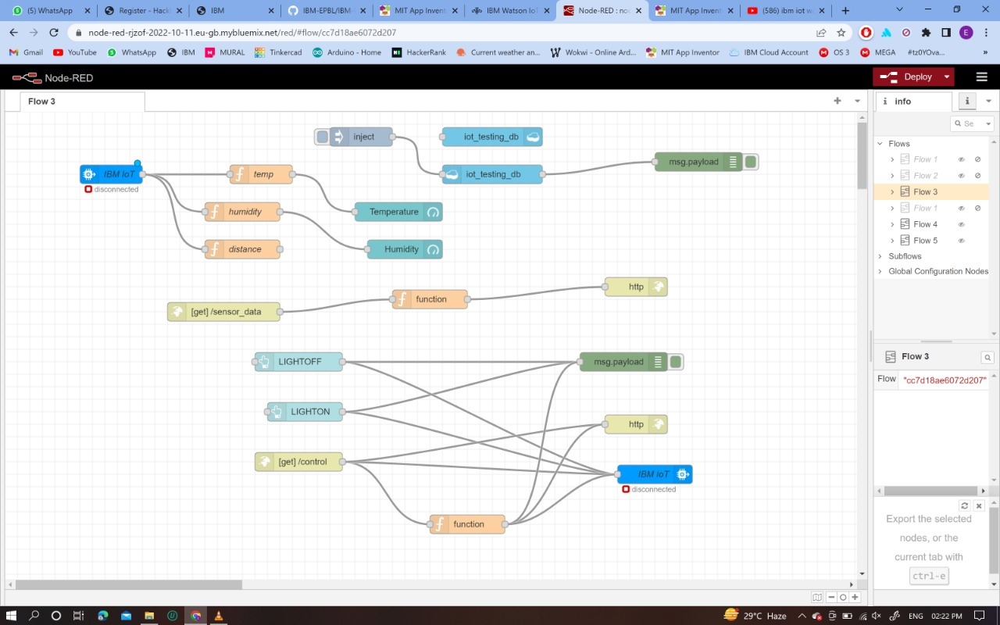 (5) WhatsApp
Register - Hack
IBM
IBM-EPBL/IBM-
MIT App Invent
IBM Watson IoT
Node-RED : nod
MIT App Invent
(586) ibm iot w
node-red-rjzof-2022-10-11.eu-gb.mybluemix.net/red/#flow/cc7d18ae6072d207
E
Gmail
YouTube
WhatsApp
IBM
MURAL
Tinkercad
Arduino - Home
HackerRank
Current weather an...
Wokwi - Online Ard...
MIT App Inventor
IBM Cloud Account
OS 3
MEGA
#tz0YOva...
»
Node-RED
Deploy
Flow 3
info
inject
iot_testing_db
Se
IBM IoT
disconnected
temp
iot_testing_db
msg.payload
humidity
Temperature
distance
Humidity
[get] /sensor_data
function
http
LIGHTOFF
msg.payload
LIGHTON
http
[get] /control
IBM IoT
disconnected
function
Flows
Flow 1
Flow 2
Flow 3
Flow 1
Flow 4
Flow 5
Subflows
Global Configuration Nodes
Flow 3
Flow "cc7d18ae6072d207"
Export the selected
nodes, or the
current tab with
ctrl-e
29°C Haze
ENG
02:22 PM